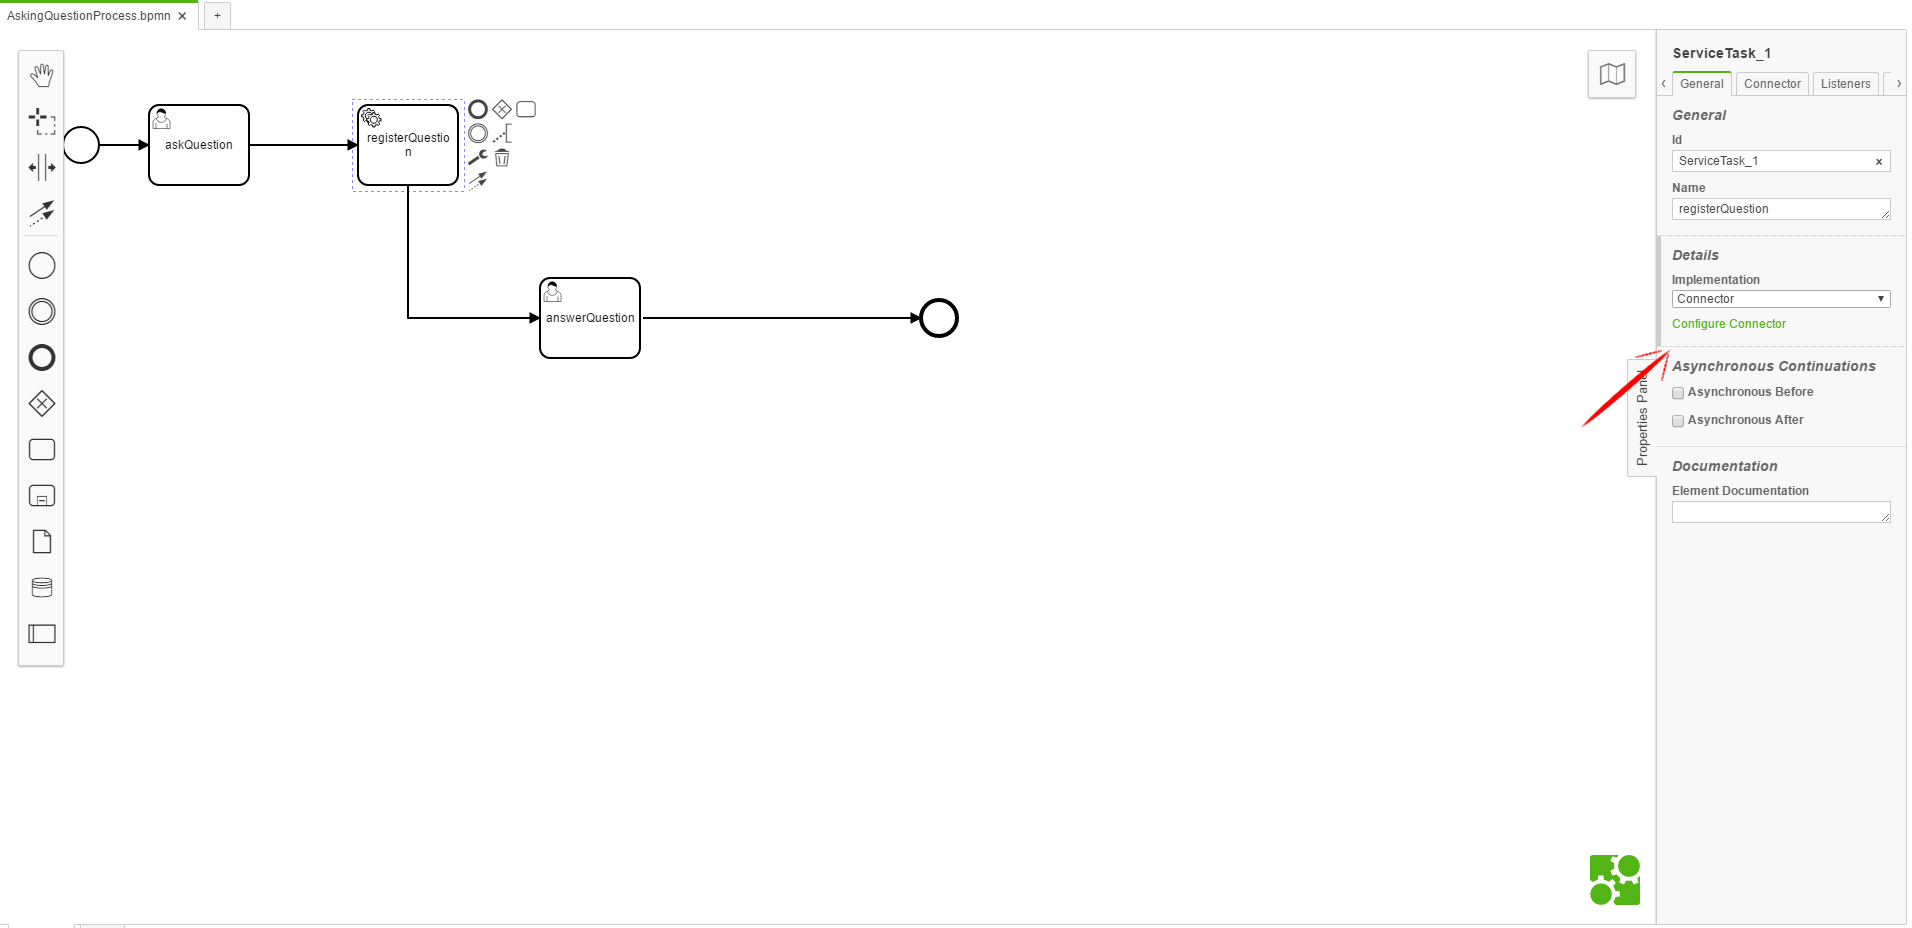 AskingQuestionProcess.bpmn ×
+
askQuestion
registerQuestio
n
answerQuestion
Properties Panel
ServiceTask_1
General
Connector
Listeners
General
Id
ServiceTask_1
×
Name
registerQuestion
Details
Implementation
Connector
Configure Connector
Asynchronous Continuations
Asynchronous Before
Asynchronous After
Documentation
Element Documentation